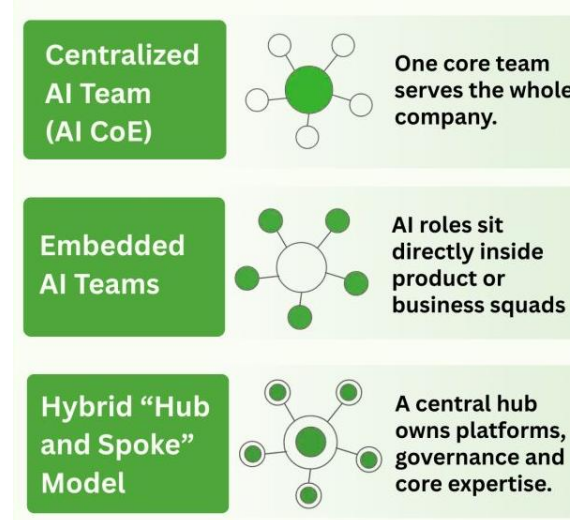 Centralized
AI Team
(AI CoE)
One core team
serves the whole
company.
Embedded
AI Teams
AI roles sit
directly inside
product or
business squads
Hybrid “Hub
and Spoke”
Model
A central hub
owns platforms,
governance and
core expertise.